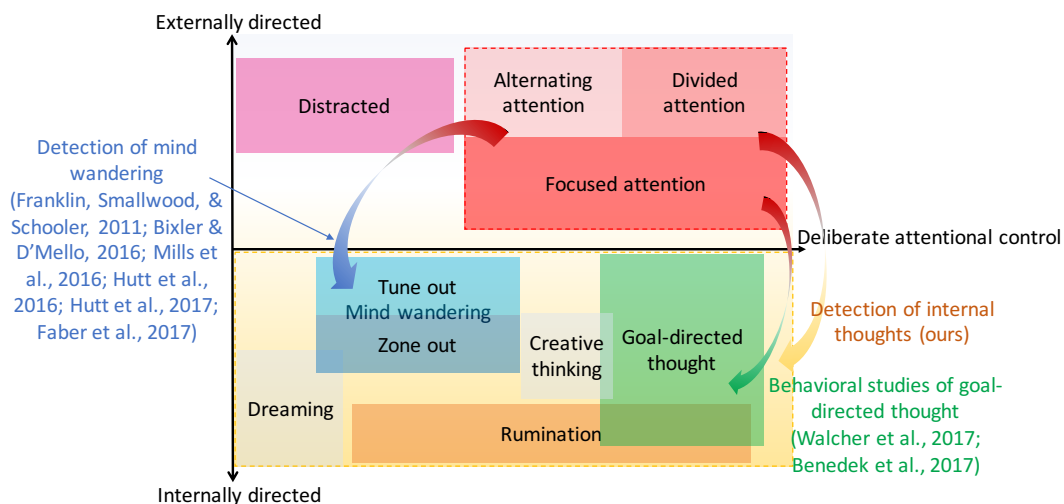 Externally directed
Distracted
Alternating
attention
Divided
attention
Focused attention
Detection of mind
wandering
(Franklin, Smallwood, &
Schooler, 2011; Bixler &
D'Mello, 2016; Mills et
al., 2016; Hutt et al.,
2016; Hutt et al., 2017;
Faber et al., 2017)
Deliberate attentional control
Tune out
Mind wandering
Zone out
Creative
thinking
Goal-directed
thought
Dreaming
Rumination
Detection of internal
thoughts (ours)
Behavioral studies of goal-
directed thought
(Walcher et al., 2017;
Benedek et al., 2017)
Internally directed